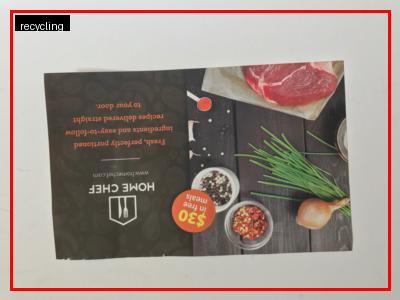 recycling
HOME CHEF
www.homechef.com
Fresh, perfectly portioned
ingredients and easy-to-follow
recipes delivered straight
to your door.
$30
in free
meals